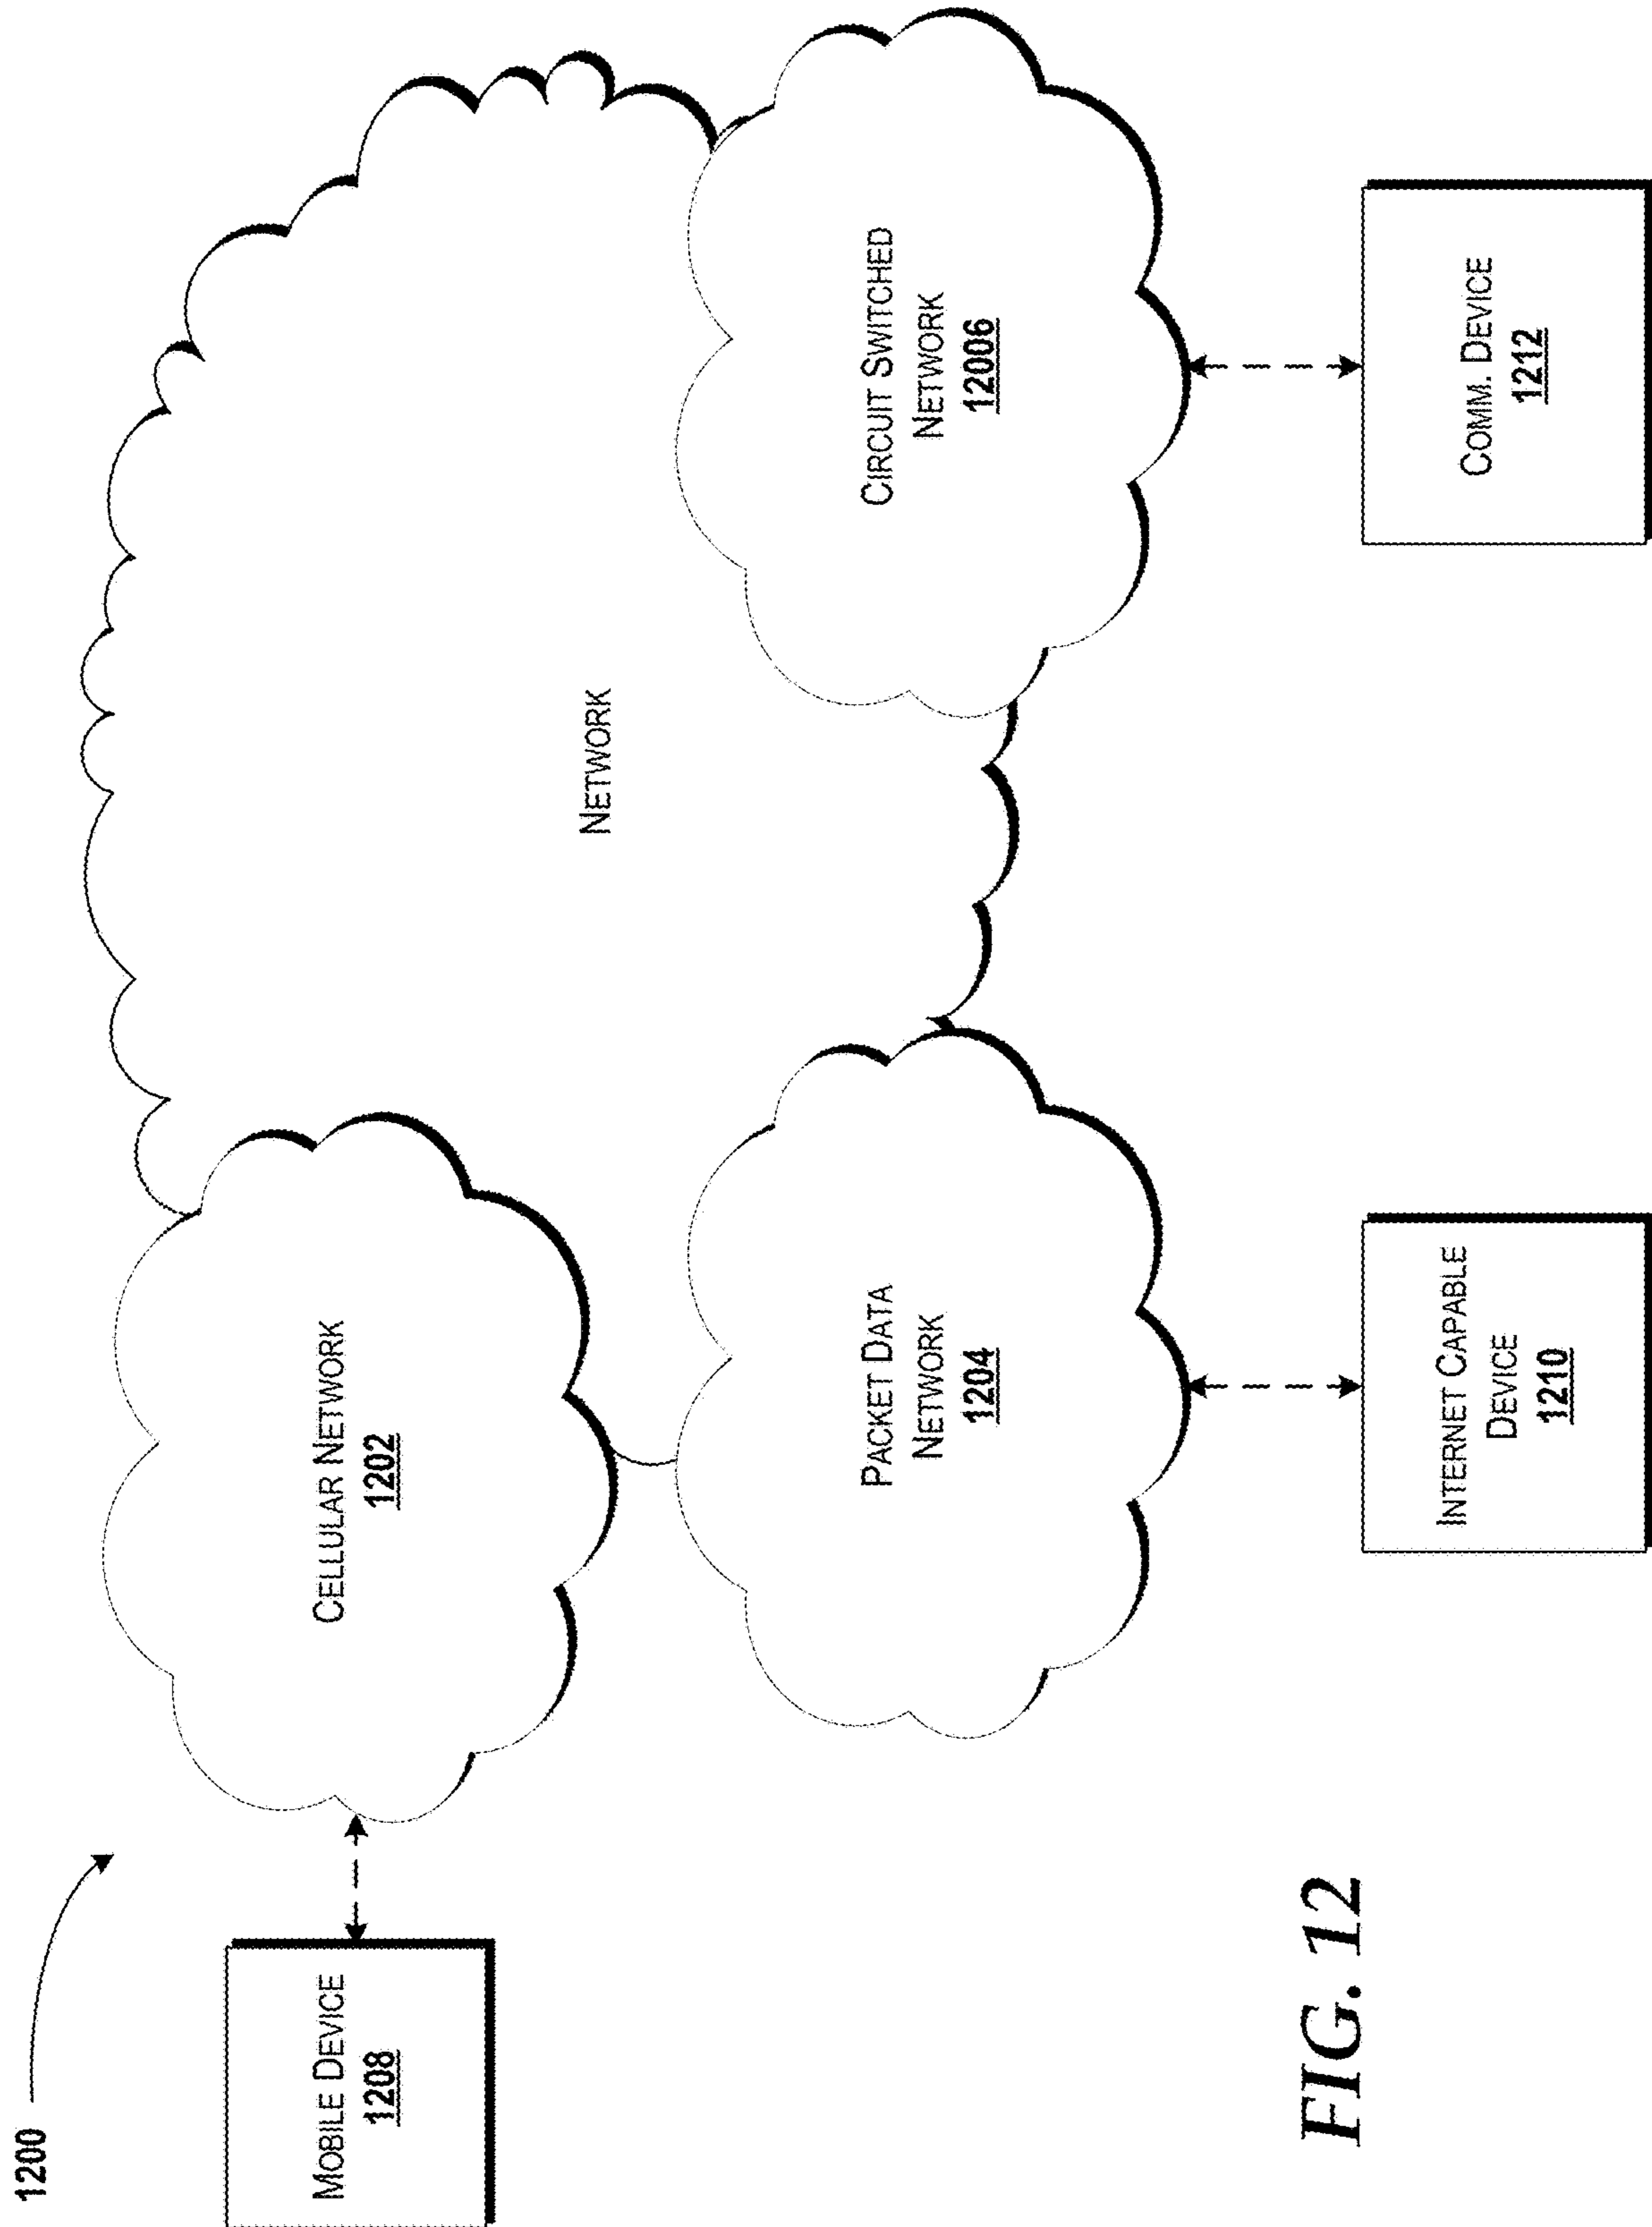 1200
MOBILE DEVICE
1208
CELLULAR NETWORK
1202
NETWORK
PACKET DATA
NETWORK
1204
CIRCUIT SWITCHED
NETWORK
12006
INTERNET CAPABLE
DEVICE
1210
COMM. DEVICE
1212
FIG. 12